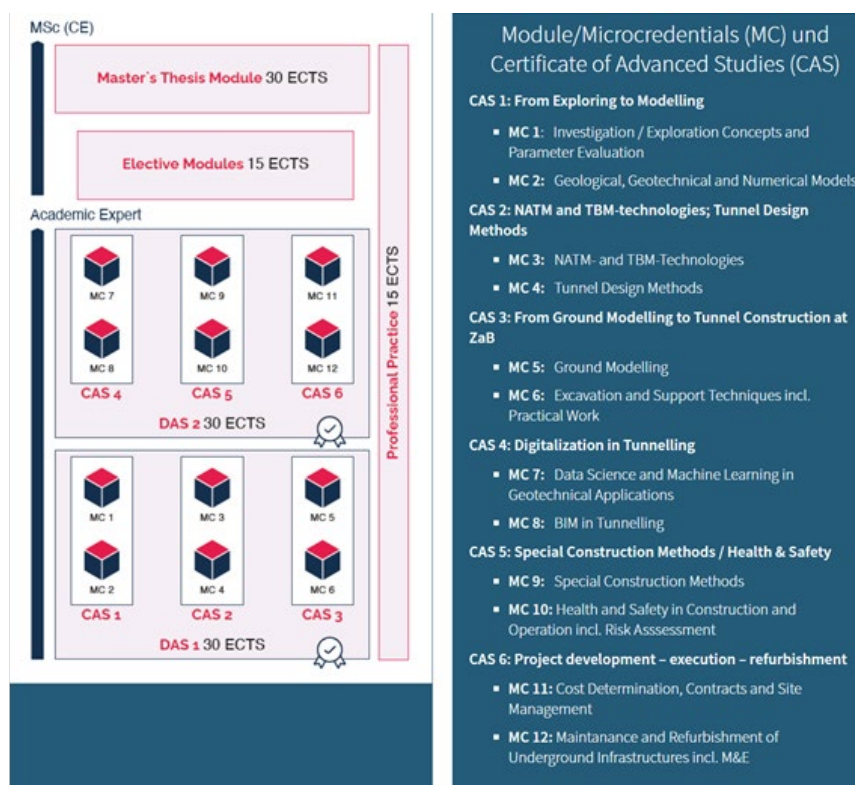 MSc (CE)
Master`s Thesis Module 30 ECTS
Elective Modules 15 ECTS
Professional Practice 15 ECTS
Academic Expert
MC 7
MC 9
MC 11
MC 8
MC 10
MC 12
CAS 4
CAS 5
CAS 6
DAS 2 30 ECTS
MC 1
MC 3
MC 5
MC 2
MC 4
MC 6
CAS 1
CAS 2
CAS 3
DAS 1 30 ECTS
Module/Microcredentials (MC) und
Certificate of Advanced Studies (CAS)
CAS 1: From Exploring to Modelling
▪ MC 1: Investigation / Exploration Concepts and
Parameter Evaluation
▪ MC 2: Geological, Geotechnical and Numerical Models
CAS 2: NATM and TBM-technologies; Tunnel Design
Methods
▪ MC 3: NATM- and TBM-Technologies
▪ MC 4: Tunnel Design Methods
CAS 3: From Ground Modelling to Tunnel Construction at
ZaB
▪ MC 5: Ground Modelling
▪ MC 6: Excavation and Support Techniques incl.
Practical Work
CAS 4: Digitalization in Tunnelling
▪ MC 7: Data Science and Machine Learning in
Geotechnical Applications
▪ MC 8: BIM in Tunnelling
CAS 5: Special Construction Methods / Health & Safety
▪ MC 9: Special Construction Methods
▪ MC 10: Health and Safety in Construction and
Operation incl. Risk Asssessment
CAS 6: Project development – execution – refurbishment
▪ MC 11: Cost Determination, Contracts and Site
Management
▪ MC 12: Maintanance and Refurbishment of
Underground Infrastructures incl. M&E